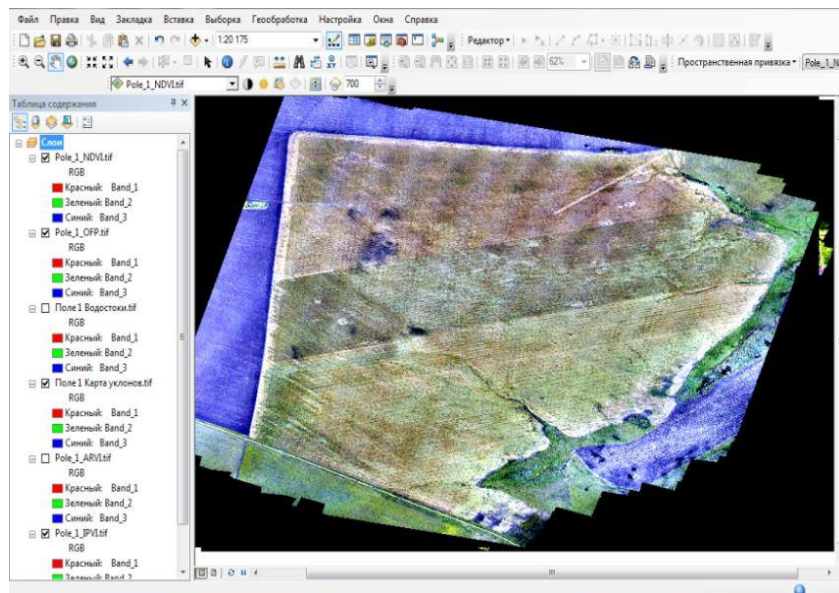 Файл Правка Вид Закладка Вставка Выборка Геообработка Настройка Окна Справка
1:20 175
Редактор
62%
Пространственная привязка
Pole_1_N
Pole_1_NDVI.tif
700
Таблица содержания
Слои
Pole_1_NDVI.tif
RGB
Красный: Band_1
Зеленый: Band_2
Синий: Band_3
Pole_1_OFP.tif
RGB
Красный: Band_1
Зеленый: Band_2
Синий: Band_3
Поле 1 Водостоки.tif
RGB
Красный: Band_1
Зеленый: Band_2
Синий: Band_3
Поле 1 Карта уклонов.tif
RGB
Красный: Band_1
Зеленый: Band_2
Синий: Band_3
Pole_1_ARVI.tif
RGB
Красный: Band_1
Зеленый: Band_2
Синий: Band_3
Pole_1_IPVI.tif
RGB
Красный: Band_1
Зеленый: Band_2